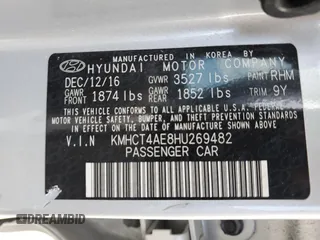 MANUFACTURED IN KOREA BY
HYUNDAI MOTOR COMPANY
DEC/12/16 GVWR 3527 lbs PAINT RHM
GAWR FRONT 1874 lbs GAWR REAR 1852 lbs TRIM 9Y
THIS VEHICLE CONFORMS TO ALL APPLICABLE U.S. FEDERAL
MOTOR VEHICLE SAFETY, BUMPER, AND THEFT PREVENTION
STANDARDS IN EFFECT ON THE DATE OF MANUFACTURE SHOWN ABOVE.
V.I.N KMHCT4AE8HU269482
PASSENGER CAR
DREAMBID